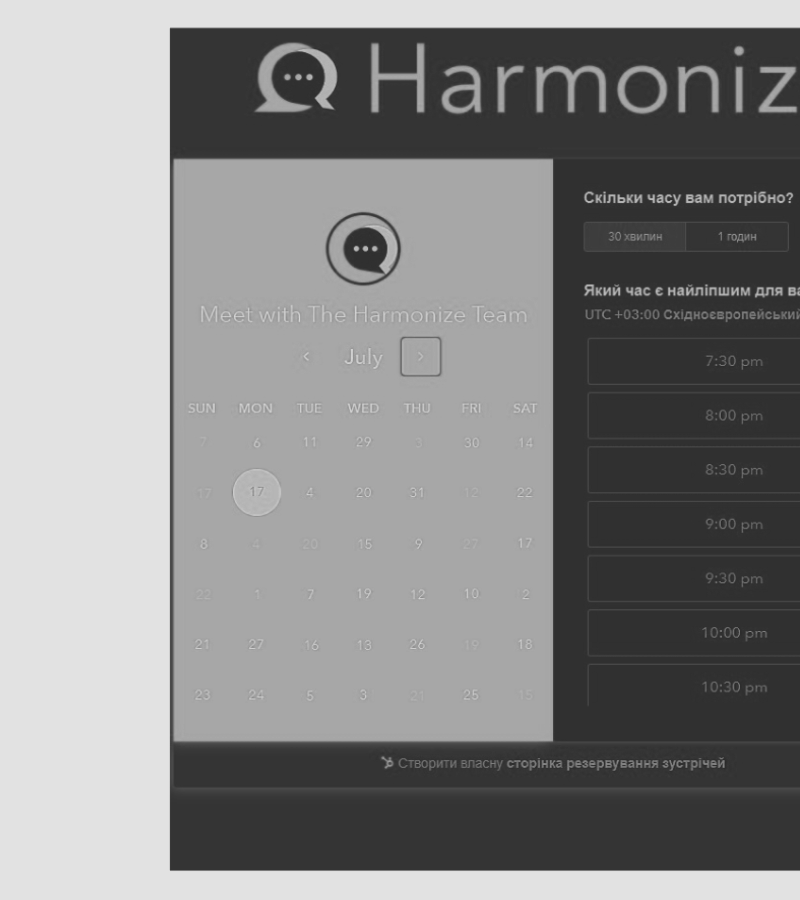 Harmoniz
Meet with The Harmonize Team
July
SUN MON TUE WED THU FRI SAT
7 6 11 29 3 30 14
17 17 4 20 31 12 22
8 4 20 15 9 27 17
22 1 7 19 12 10 2
21 27 16 13 26 19 18
23 24 5 3 21 25 15
Скільки часу вам потрібно?
30 хвилин 1 годин
Який час є найліпшим для ва
UTC +03:00 Східноєвропейський
7:30 pm
8:00 pm
8:30 pm
9:00 pm
9:30 pm
10:00 pm
10:30 pm
Створити власну сторінка резервування зустрічей